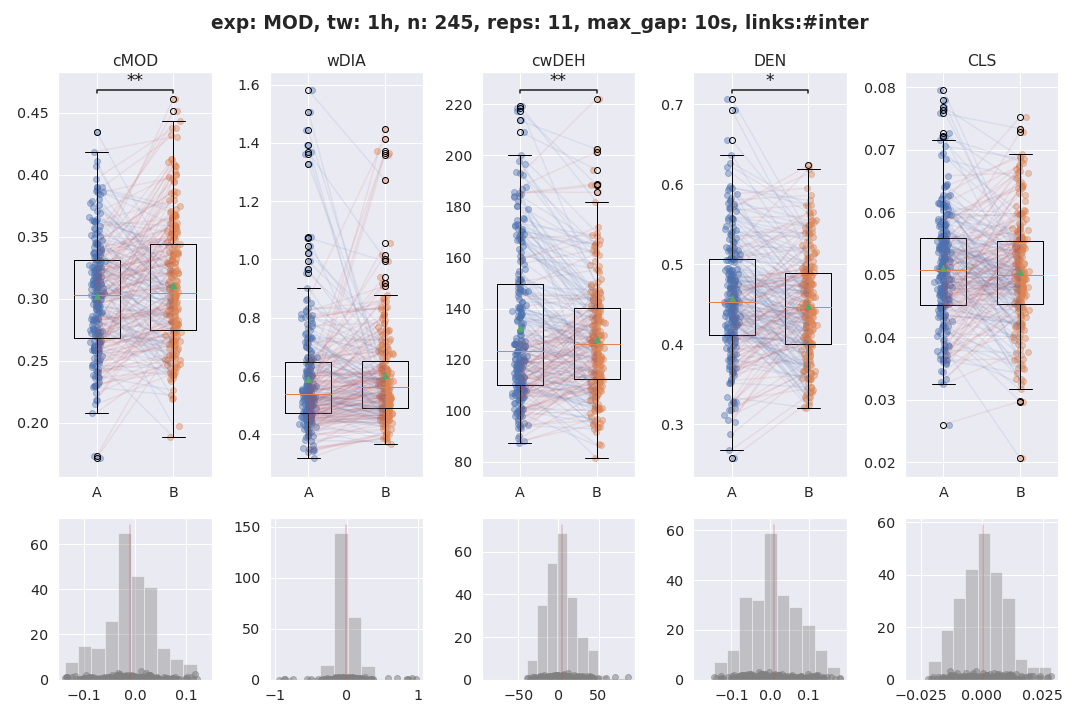 exp: MOD, tw: 1h, n: 245, reps: 11, max_gap: 10s, links:#inter
cMOD wDIA cwDEH DEN CLS
** ** *
0.45 0.40 0.35 0.30 0.25 0.20
A B
1.6 1.4 1.2 1.0 0.8 0.6 0.4
A B
220 200 180 160 140 120 100 80
A B
0.7 0.6 0.5 0.4 0.3
A B
0.08 0.07 0.06 0.05 0.04 0.03 0.02
A B
60 40 20 0
−0.1 0.0 0.1
150 100 50 0
−1 0 1
60 40 20 0
−50 0 50
60 40 20 0
−0.1 0.0 0.1
60 40 20 0
−0.025 0.000 0.025